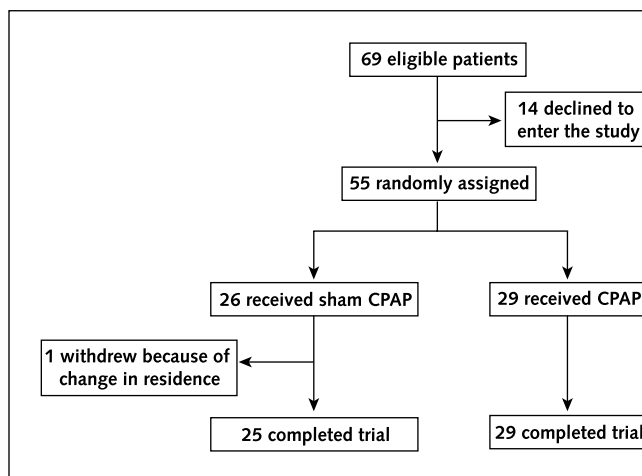 69 eligible patients
14 declined to
enter the study
55 randomly assigned
26 received sham CPAP
29 received CPAP
1 withdrew because of
change in residence
25 completed trial
29 completed trial